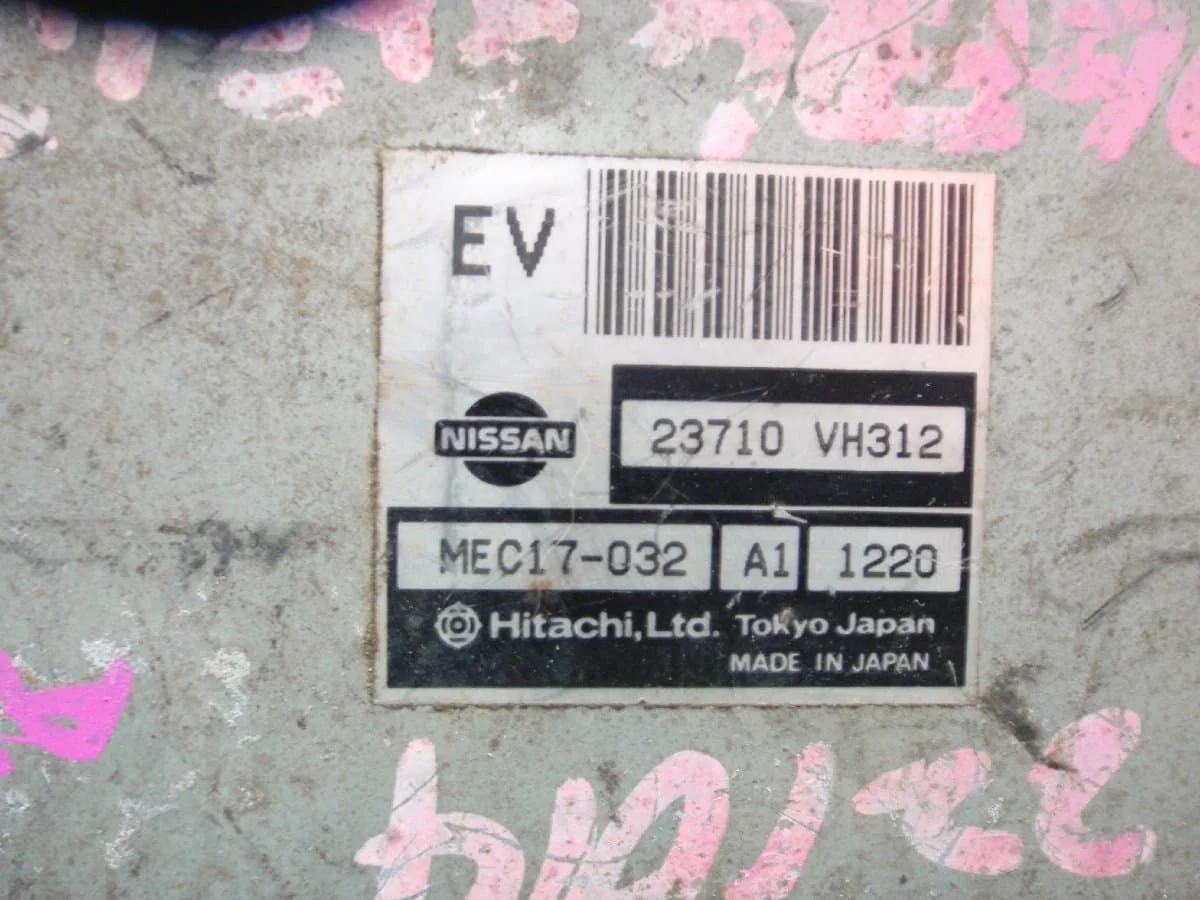 EV
NISSAN
23710 VH312
MEC17-032 A1 1220
Hitachi, Ltd. Tokyo Japan
MADE IN JAPAN